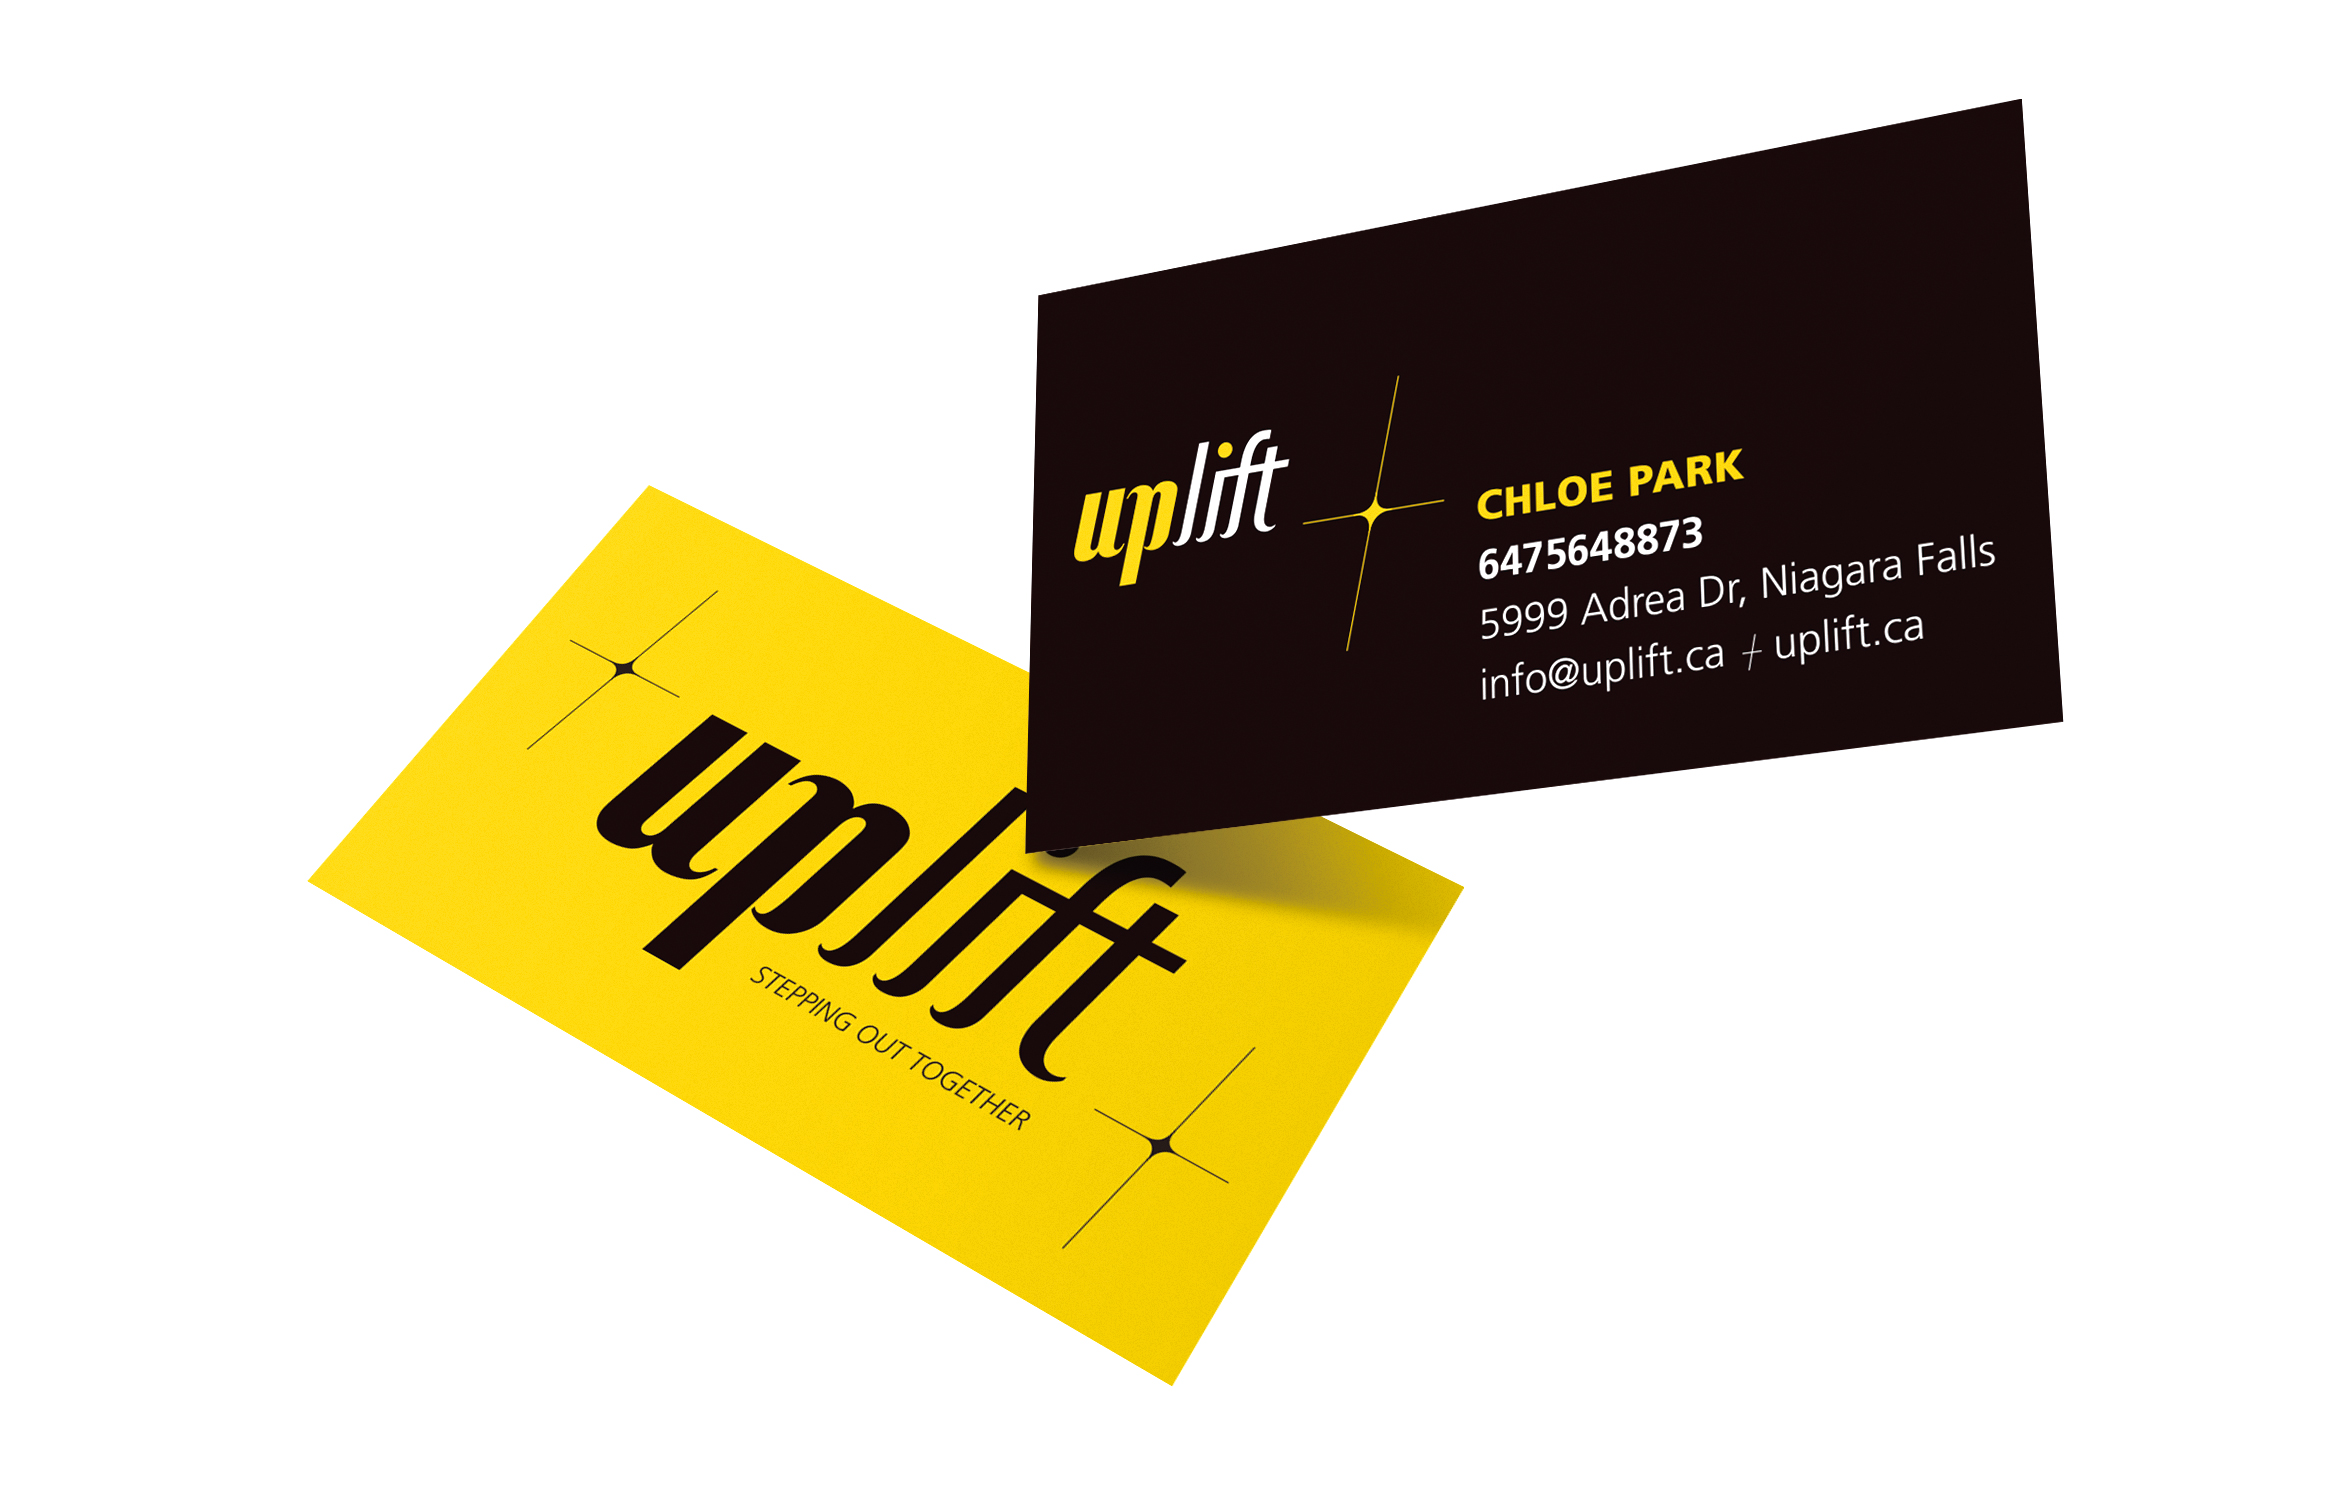 uplift
CHLOE PARK
6475648873
5999 Adrea Dr, Niagara Falls
info@uplift.ca + uplift.ca
uplift
STEPPING OUT TOGETHER